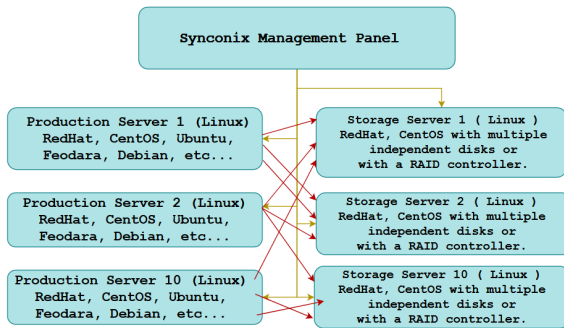 Synconix Management Panel
Production Server 1 (Linux)
RedHat, CentOS, Ubuntu,
Feodara, Debian, etc...
Storage Server 1 ( Linux )
RedHat, CentOS with multiple
independent disks or
with a RAID controller.
Production Server 2 (Linux)
RedHat, CentOS, Ubuntu,
Feodara, Debian, etc...
Storage Server 2 ( Linux )
RedHat, CentOS with multiple
independent disks or
with a RAID controller.
Production Server 10 (Linux)
RedHat, CentOS, Ubuntu,
Feodara, Debian, etc...
Storage Server 10 ( Linux )
RedHat, CentOS with multiple
independent disks or
with a RAID controller.